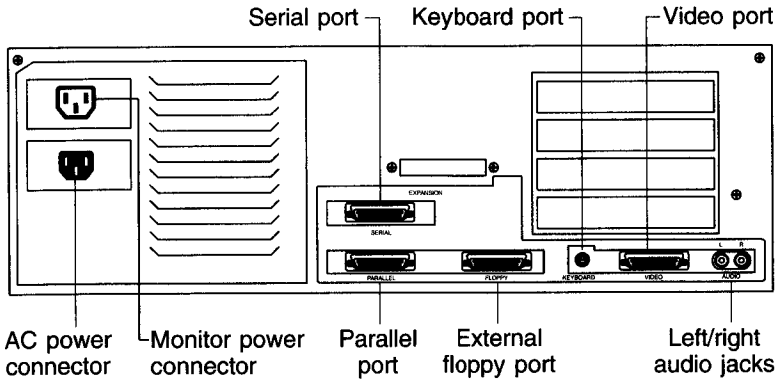 Serial port
Keyboard port
Video port
EXPANSION
SERIAL
L R
PARALLEL
FLOPPY
KEYBOARD
VIDEO
AUDIO
AC power
connector
Monitor power
connector
Parallel
port
External
floppy port
Left/right
audio jacks